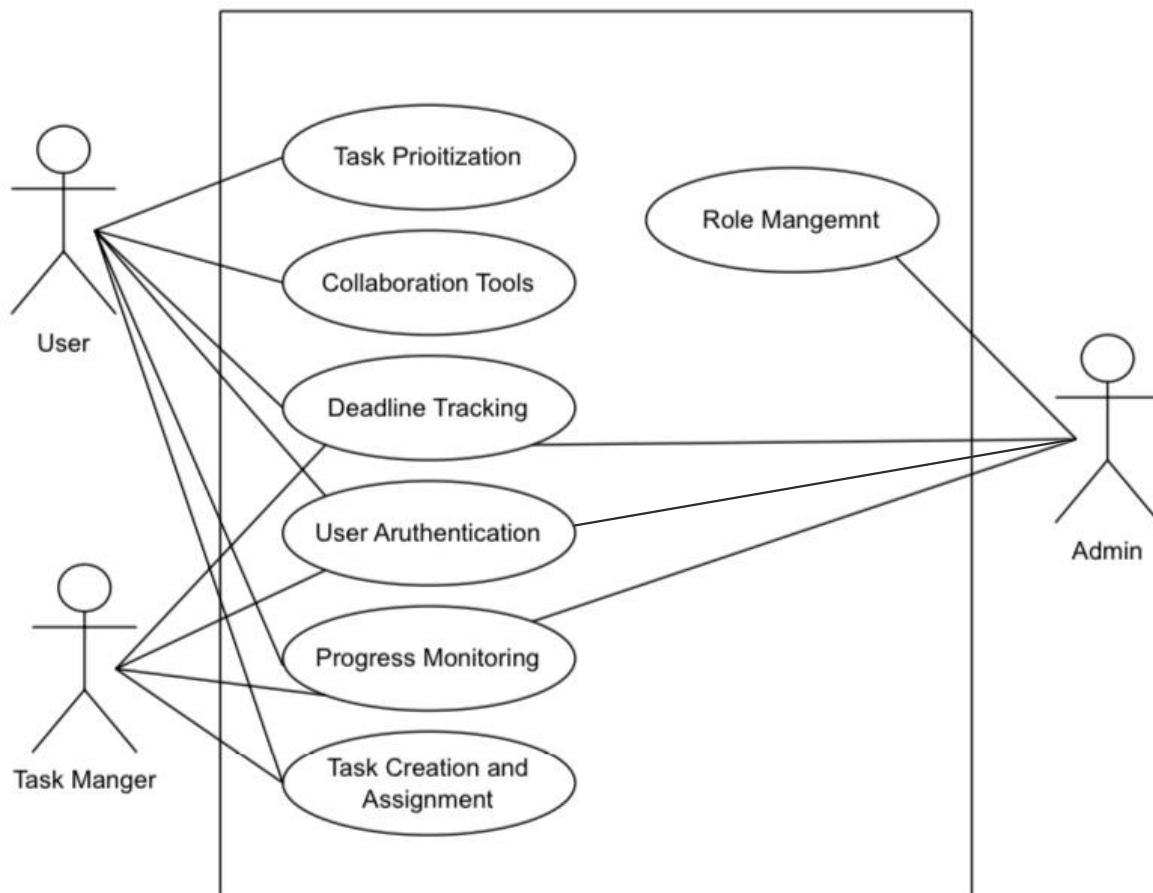 Task Prioitization
Role Mangemnt
Collaboration Tools
User
Deadline Tracking
User Aruthentication
Admin
Progress Monitoring
Task Manger
Task Creation and
Assignment